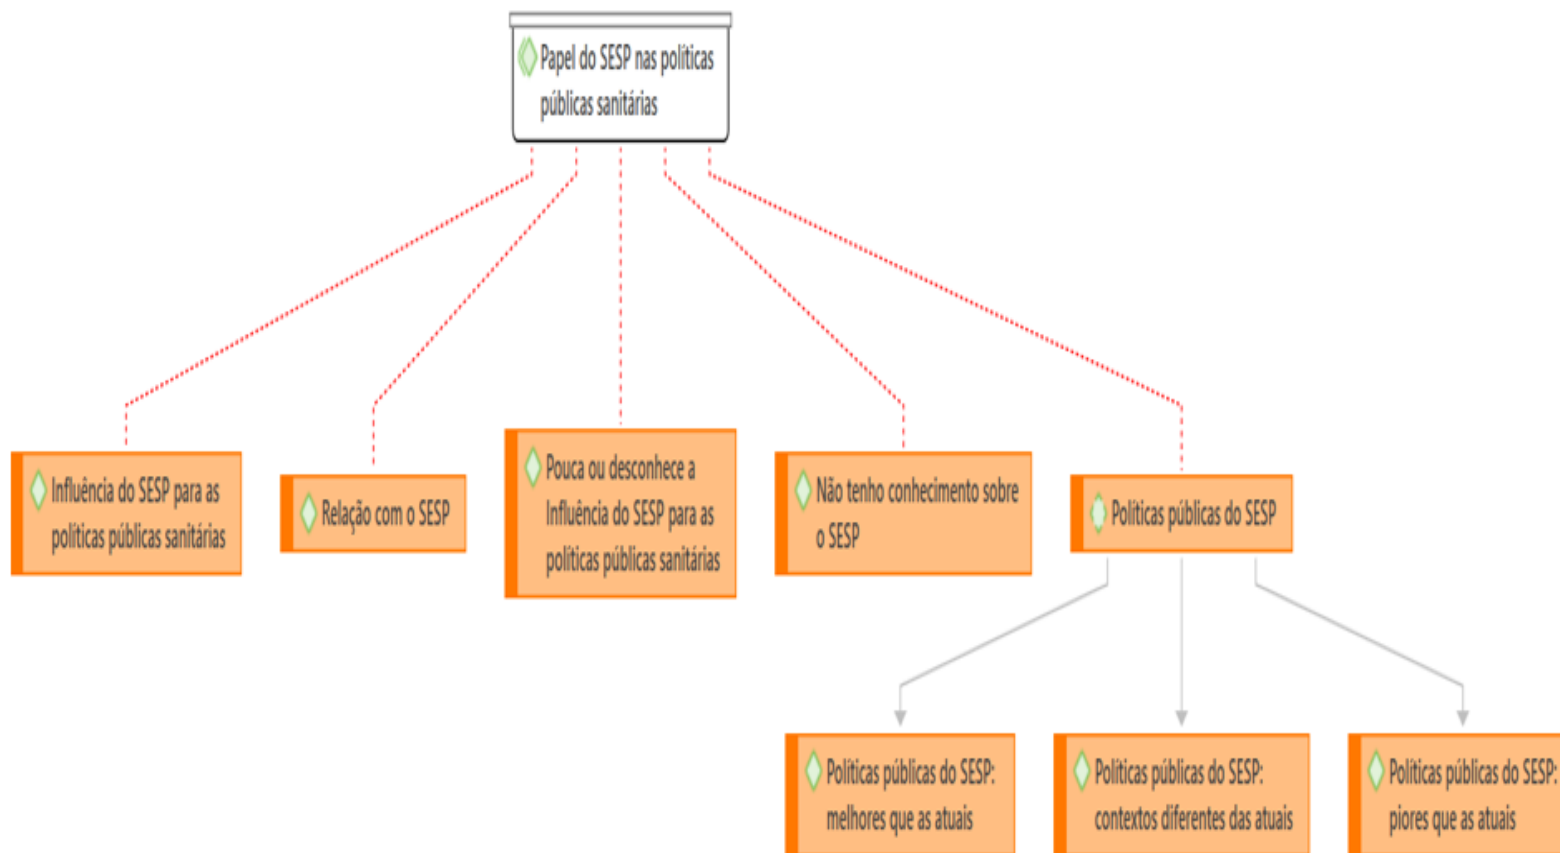 Papel do SESP nas políticas
públicas sanitárias
Influência do SESP para as
políticas públicas sanitárias
Relação com o SESP
Pouca ou desconhece a
Influência do SESP para as
políticas públicas sanitárias
Não tenho conhecimento sobre
o SESP
Políticas públicas do SESP
Políticas públicas do SESP:
melhores que as atuais
Políticas públicas do SESP:
contextos diferentes das atuais
Políticas públicas do SESP:
piores que as atuais